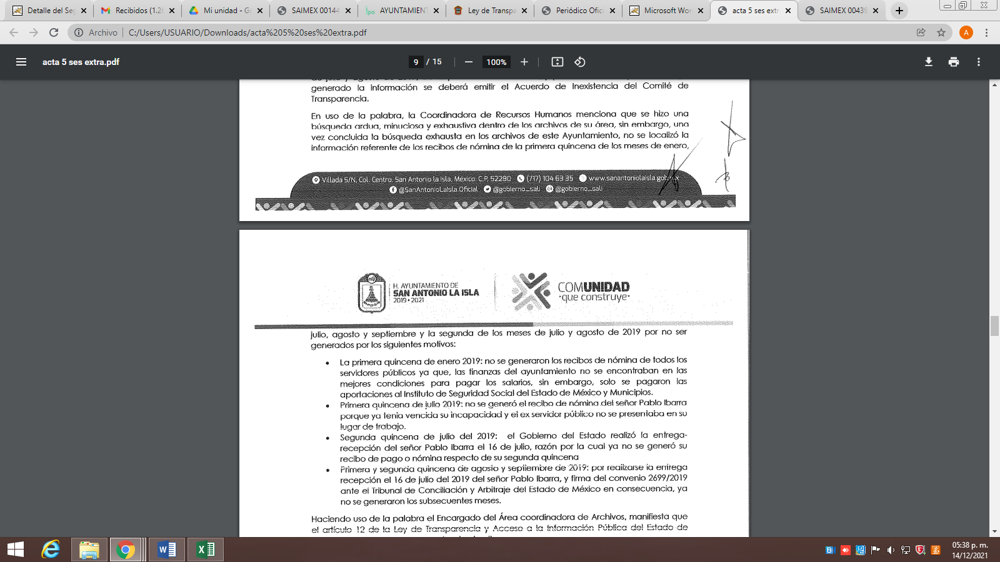 Detalle del Seg
Recibidos (1.26
Mi unidad - Go
SAIMEX 00144
AYUNTAMIENT
Ley de Transpa
Periódico Ofici
Microsoft Wor
acta 5 ses extr
SAIMEX 00439
Archivo
C:/Users/USUARIO/Downloads/acta%205%20ses%20extra.pdf
acta 5 ses extra.pdf
9 / 15
100%
generado la información se deberá emitir el Acuerdo de Inexistencia del Comité de
Transparencia.
En uso de la palabra, la Coordinadora de Recursos Humanos menciona que se hizo una
búsqueda ardua, minuciosa y exhaustiva dentro de los archivos de su área, sin embargo, una
vez concluida la búsqueda exhausta en los archivos de este Ayuntamiento, no se localizó la
información referente de los recibos de nómina de la primera quincena de los meses de enero,
Villada S/N, Col. Centro, San Antonio la Isla, México. C.P. 52280 (717) 104 63 35 www.sanantoniolaisla.gob.mx
@SanAntonioLaIsla.Oficial @gobierno_sali @gobierno_sali
H. AYUNTAMIENTO DE
SAN ANTONIO LA ISLA
2019 • 2021
COMUNIDAD
•que construye•
julio, agosto y septiembre y la segunda de los meses de julio y agosto de 2019 por no ser
generados por los siguientes motivos:
• La primera quincena de enero 2019: no se generaron los recibos de nómina de todos los
servidores públicos ya que, las finanzas del ayuntamiento no se encontraban en las
mejores condiciones para pagar los salarios, sin embargo, solo se pagaron las
aportaciones al Instituto de Seguridad Social del Estado de México y Municipios.
• Primera quincena de julio 2019: no se generó el recibo de nómina del señor Pablo Ibarra
porque ya tenia vencida su incapacidad y el ex servidor público no se presentaba en su
lugar de trabajo.
• Segunda quincena de julio del 2019: el Gobierno del Estado realizó la entrega-
recepción del señor Pablo Ibarra el 16 de julio, razón por la cual ya no se generó su
recibo de pago o nómina respecto de su segunda quincena
• Primera y segunda quincena de agosto y septiembre de 2019: por realizarse la entrega
recepción el 16 de julio del 2019 del señor Pablo Ibarra, y firma del convenio 2699/2019
ante el Tribunal de Conciliación y Arbitraje del Estado de México en consecuencia, ya
no se generaron los subsecuentes meses.
Haciendo uso de la palabra el Encargado del Área coordinadora de Archivos, manifiesta que
el artículo 12 de la Ley de Transparencia y Acceso a la Información Pública del Estado de
05:38 p. m.
14/12/2021